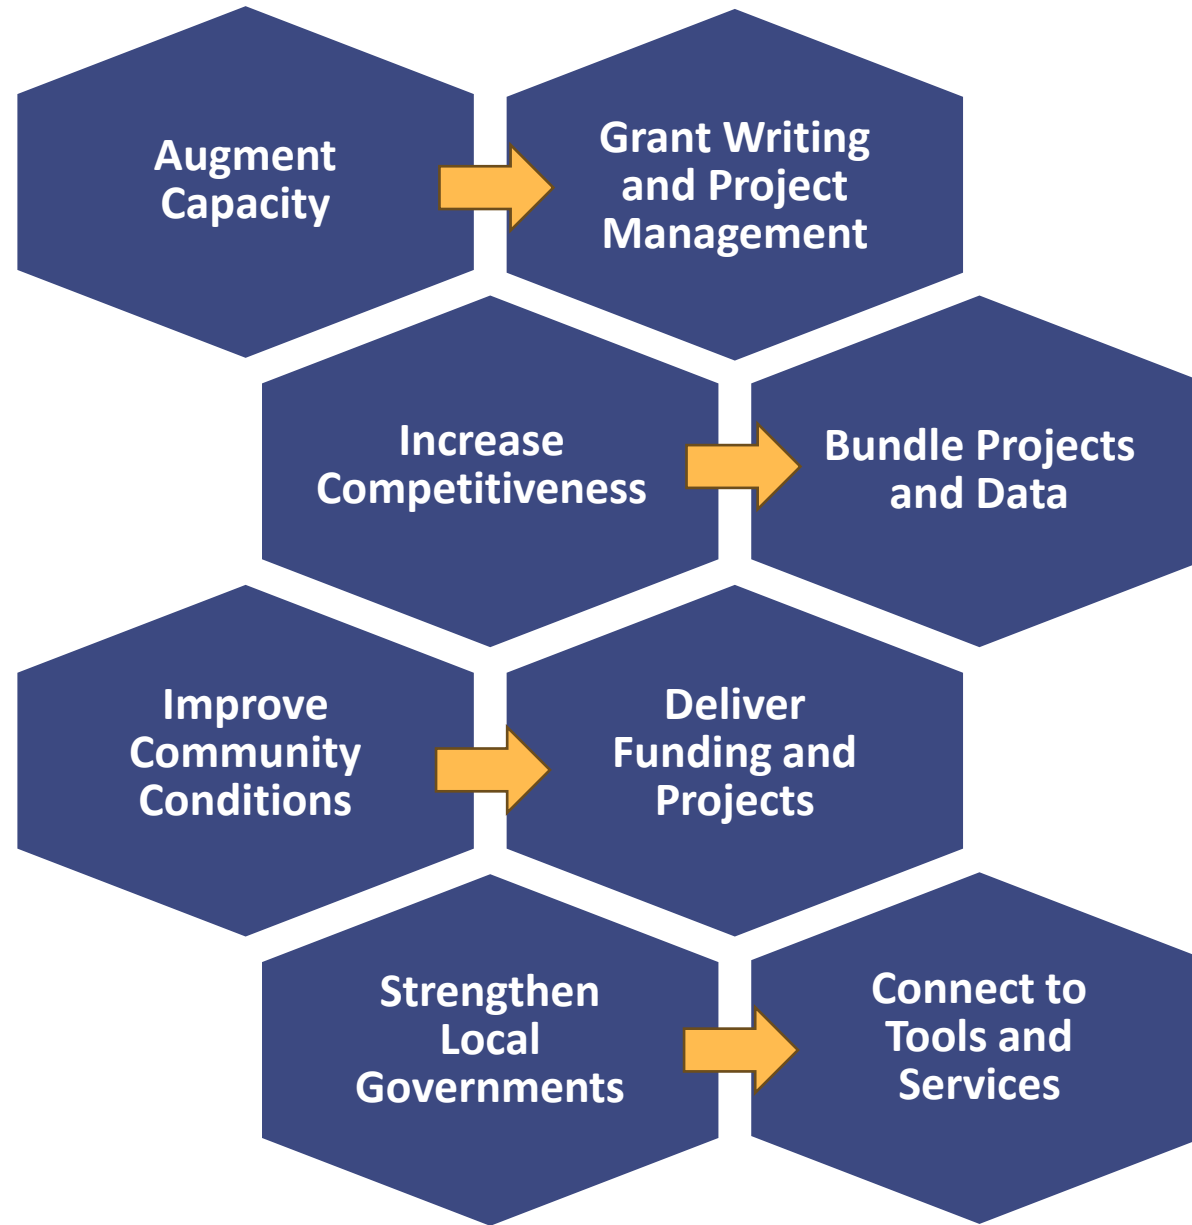 Augment
Capacity
Grant Writing
and Project
Management
Increase
Competitiveness
Bundle Projects
and Data
Improve
Community
Conditions
Deliver
Funding and
Projects
Strengthen
Local
Governments
Connect to
Tools and
Services